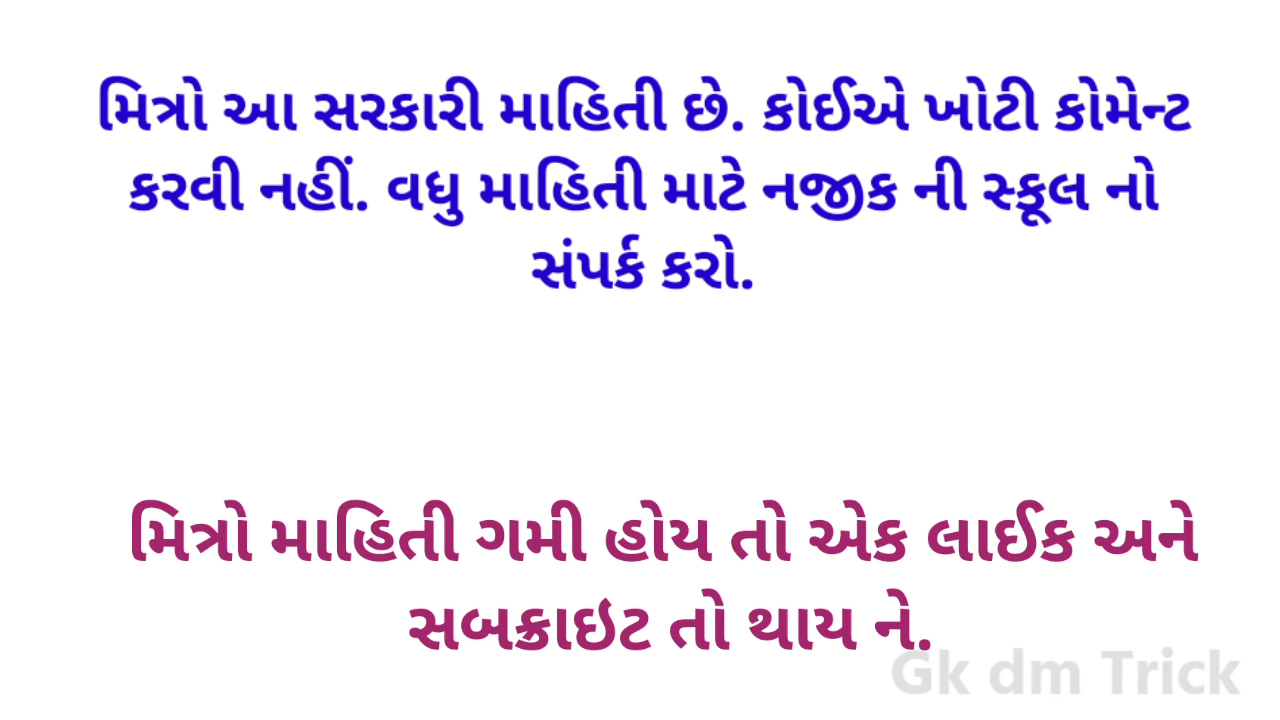 મિત્રો આ સરકારી માહિતી છે. કોઈએ ખોટી કોમેન્ટ
કરવી નહીં. વધુ માહિતી માટે નજીક ની સ્કૂલ નો
સંપર્ક કરો.
મિત્રો માહિતી ગમી હોય તો એક લાઈક અને
સબક્રાઇટ તો થાય ને.
Gk dm Trick